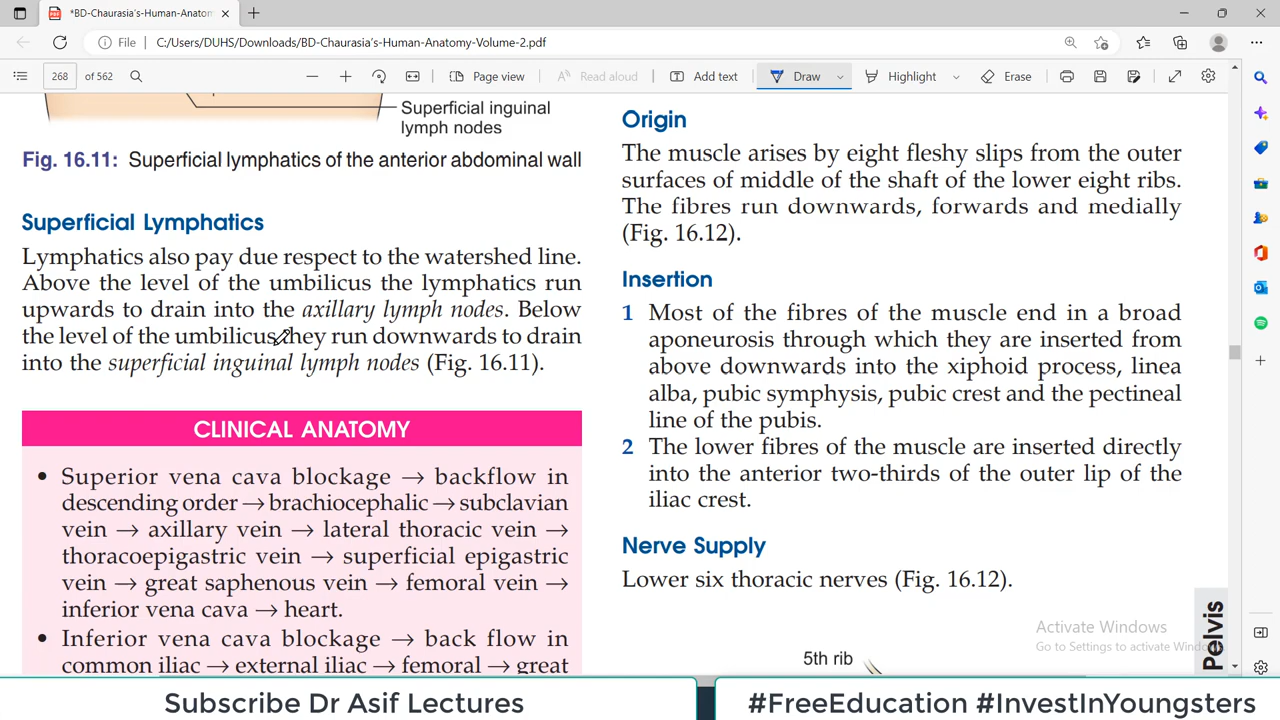 *BD-Chaurasia's-Human-Anatom
File
C:/Users/DUHS/Downloads/BD-Chaurasia's-Human-Anatomy-Volume-2.pdf
268 of 562
Page view
Read aloud
Add text
Draw
Highlight
Erase
Superficial inguinal
lymph nodes
Fig. 16.11: Superficial lymphatics of the anterior abdominal wall
Superficial Lymphatics
Lymphatics also pay due respect to the watershed line.
Above the level of the umbilicus the lymphatics run
upwards to drain into the axillary lymph nodes. Below
the level of the umbilicus they run downwards to drain
into the superficial inguinal lymph nodes (Fig. 16.11).
CLINICAL ANATOMY
• Superior vena cava blockage → backflow in
descending order → brachiocephalic → subclavian
vein → axillary vein → lateral thoracic vein →
thoracoepigastric vein → superficial epigastric
vein → great saphenous vein → femoral vein →
inferior vena cava → heart.
• Inferior vena cava blockage → back flow in
common iliac → external iliac → femoral → great
Origin
The muscle arises by eight fleshy slips from the outer
surfaces of middle of the shaft of the lower eight ribs.
The fibres run downwards, forwards and medially
(Fig. 16.12).
Insertion
1 Most of the fibres of the muscle end in a broad
aponeurosis through which they are inserted from
above downwards into the xiphoid process, linea
alba, pubic symphysis, pubic crest and the pectineal
line of the pubis.
2 The lower fibres of the muscle are inserted directly
into the anterior two-thirds of the outer lip of the
iliac crest.
Nerve Supply
Lower six thoracic nerves (Fig. 16.12).
5th rib
Pelvis
Activate Windows
Go to Settings to activate Windows
Subscribe Dr Asif Lectures
#FreeEducation #InvestInYoungsters